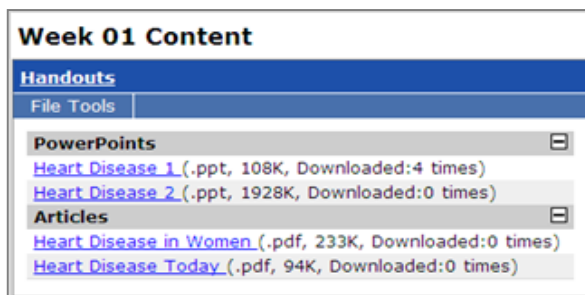 Week 01 Content
Handouts
File Tools
PowerPoints
Heart Disease 1 (.ppt, 108K, Downloaded:4 times)
Heart Disease 2 (.ppt, 1928K, Downloaded:0 times)
Articles
Heart Disease in Women (.pdf, 233K, Downloaded:0 times)
Heart Disease Today (.pdf, 94K, Downloaded:0 times)